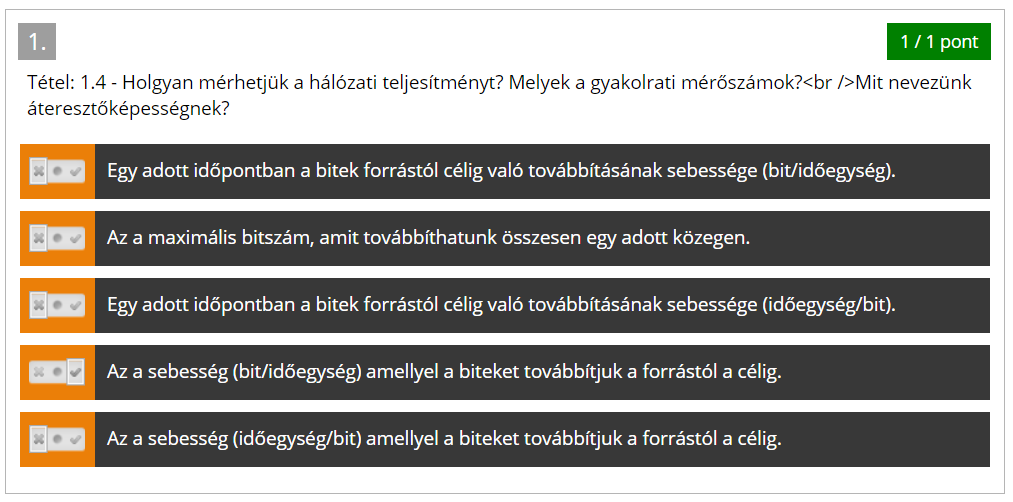 1.
1 / 1 pont
Tétel: 1.4 - Holgyan mérhetjük a hálózati teljesítményt? Melyek a gyakolrati mérőszámok?<br />Mit nevezünk
áteresztőképességnek?
Egy adott időpontban a bitek forrástól célig való továbbításának sebessége (bit/időegység).
Az a maximális bitszám, amit továbbíthatunk összesen egy adott közegen.
Egy adott időpontban a bitek forrástól célig való továbbításának sebessége (időegység/bit).
Az a sebesség (bit/időegység) amellyel a biteket továbbítjuk a forrástól a célig.
Az a sebesség (időegység/bit) amellyel a biteket továbbítjuk a forrástól a célig.